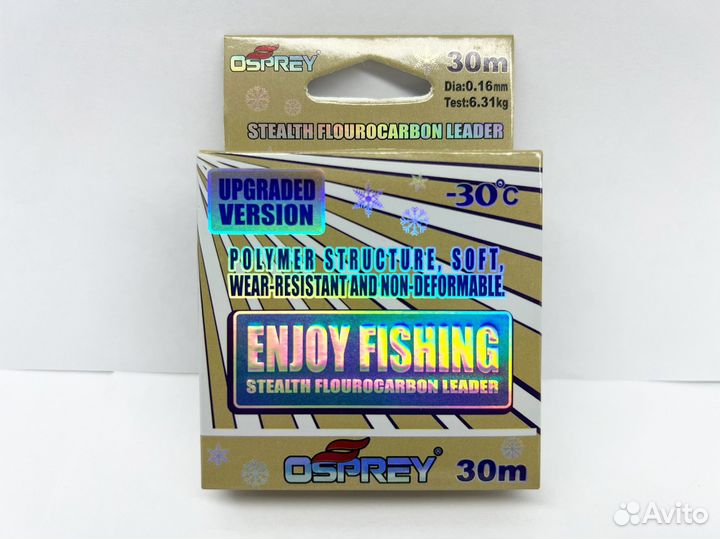 OSPREY®
30m
Dia:0.16mm
Test:6.31kg
STEALTH FLOUROCARBON LEADER
UPGRADED
VERSION
-30°C
POLYMER STRUCTURE, SOFT,
WEAR-RESISTANT AND NON-DEFORMABLE.
ENJOY FISHING
STEALTH FLOUROCARBON LEADER
OSPREY®
30m
Avito